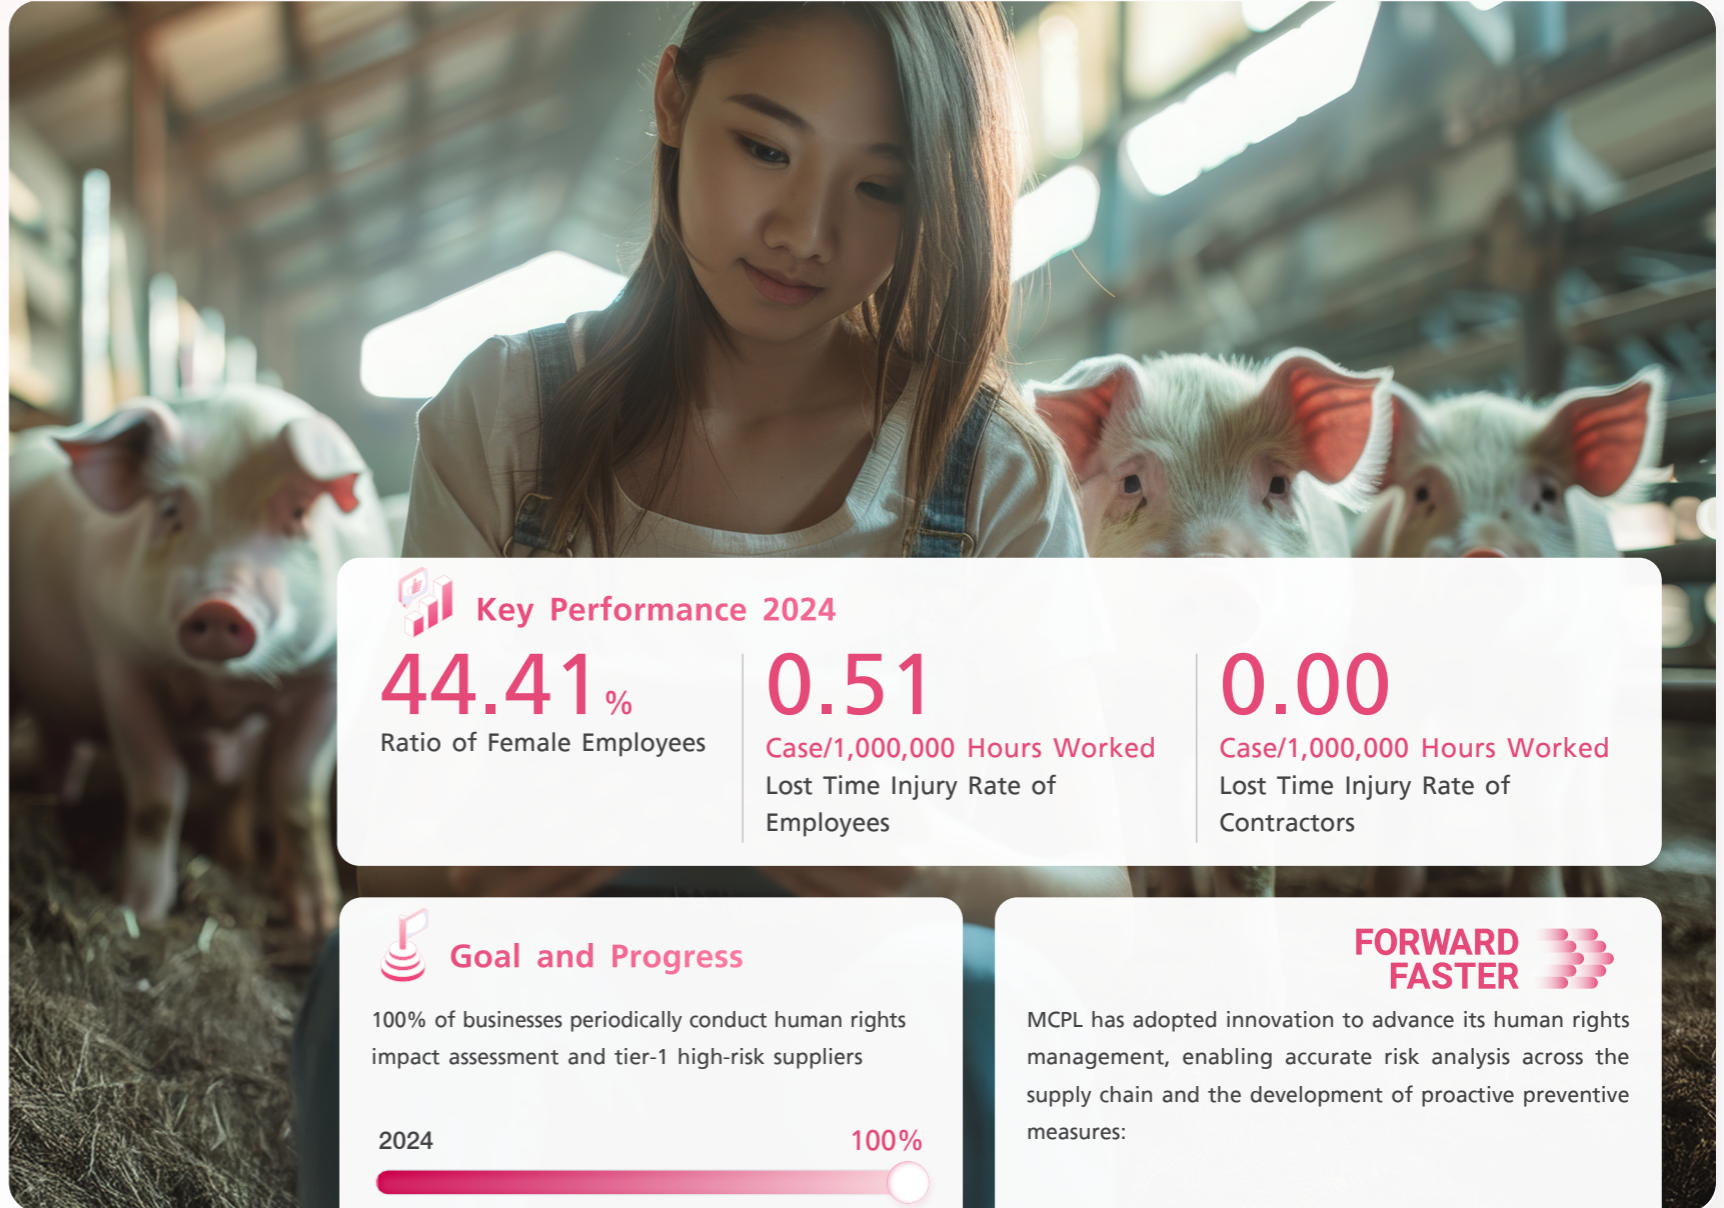 Key Performance 2024
44.41 %
Ratio of Female Employees
0.51
Case/1,000,000 Hours Worked
Lost Time Injury Rate of
Employees
0.00
Case/1,000,000 Hours Worked
Lost Time Injury Rate of
Contractors
Goal and Progress
100% of businesses periodically conduct human rights
impact assessment and tier-1 high-risk suppliers
2024 100%
FORWARD
FASTER
MCPL has adopted innovation to advance its human rights
management, enabling accurate risk analysis across the
supply chain and the development of proactive preventive
measures: